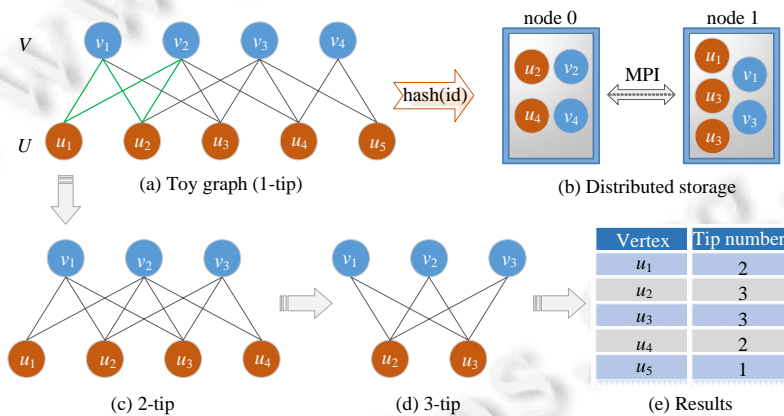 V
v1 v2 v3 v4
U
u1 u2 u3 u4 u5
(a) Toy graph (1-tip)
hash(id)
node 0
u2 v2
u4 v4
MPI
node 1
u1
v1
u3
v3
u3
(b) Distributed storage
v1 v2 v3
u1 u2 u3 u4
(c) 2-tip
v1 v2 v3
u2 u3
(d) 3-tip
Vertex Tip number
u1 2
u2 3
u3 3
u4 2
u5 1
(e) Results